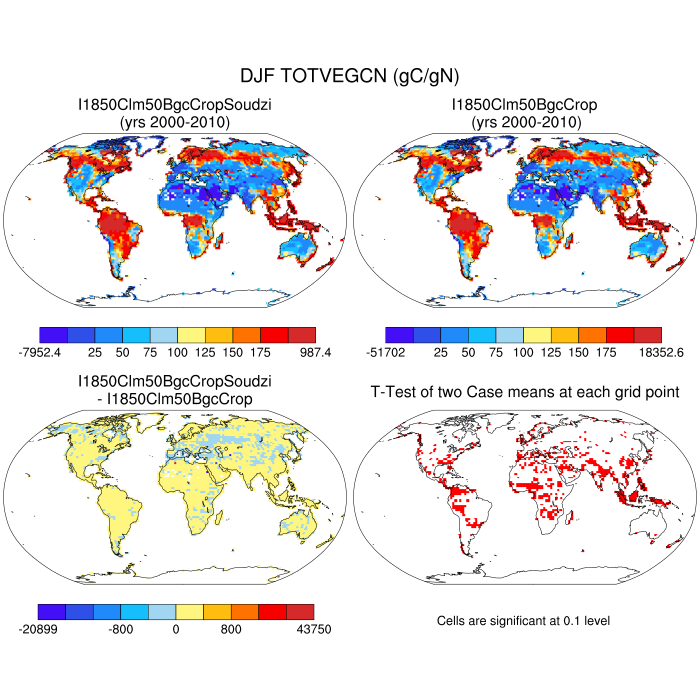 DJF TOTVEGCN (gC/gN)
I1850Clm50BgcCropSoudzi
(yrs 2000-2010)
I1850Clm50BgcCrop
(yrs 2000-2010)
-7952.4 25 50 75 100 125 150 175 987.4
-51702 25 50 75 100 125 150 175 18352.6
I1850Clm50BgcCropSoudzi
- I1850Clm50BgcCrop
T-Test of two Case means at each grid point
-20899 -800 0 800 43750
Cells are significant at 0.1 level